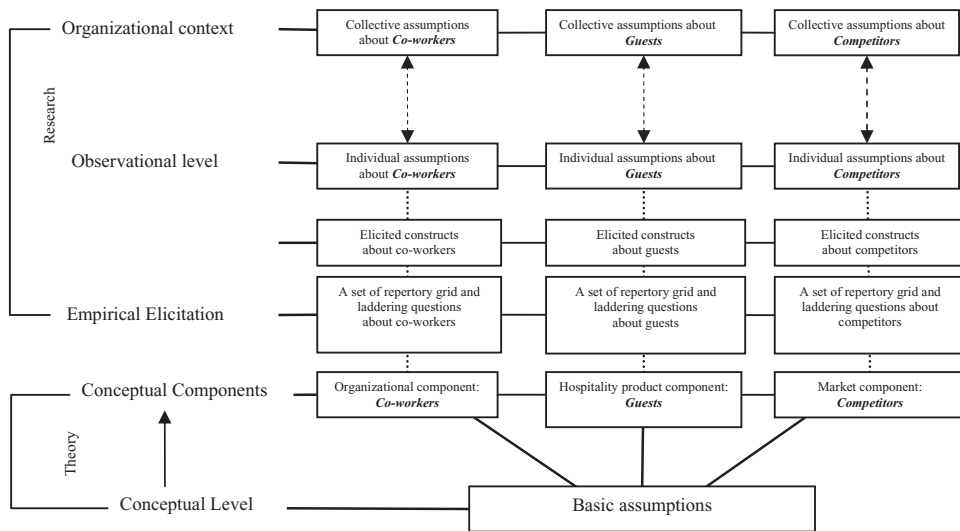 Organizational context
Collective assumptions
about Co-workers
Collective assumptions about
Guests
Collective assumptions about
Competitors
Research
Observational level
Individual assumptions
about Co-workers
Individual assumptions about
Guests
Individual assumptions about
Competitors
Elicited constructs
about co-workers
Elicited constructs
about guests
Elicited constructs
about competitors
Empirical Elicitation
A set of repertory grid and
laddering questions
about co-workers
A set of repertory grid and
laddering questions
about guests
A set of repertory grid and
laddering questions about
competitors
Conceptual Components
Organizational component:
Co-workers
Hospitality product component:
Guests
Market component:
Competitors
Theory
Conceptual Level
Basic assumptions